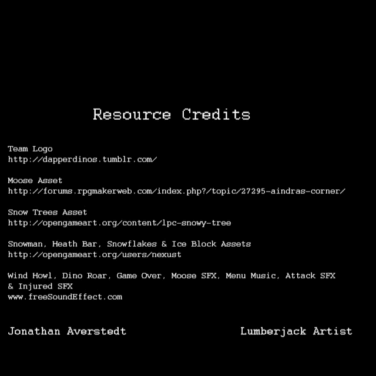 Resource Credits
Team Logo
http://dapperdinos.tumblr.com/
Moose Asset
http://forums.rpgmakerweb.com/index.php?/topic/27295-aindras-corner/
Snow Trees Asset
http://opengameart.org/content/lpc-snowy-tree
Snowman, Heath Bar, Snowflakes & Ice Block Assets
http://opengameart.org/users/nexust
Wind Howl, Dino Roar, Game Over, Moose SFX, Menu Music, Attack SFX
& Injured SFX
www.freeSoundEffect.com
Jonathan Averstedt Lumberjack Artist